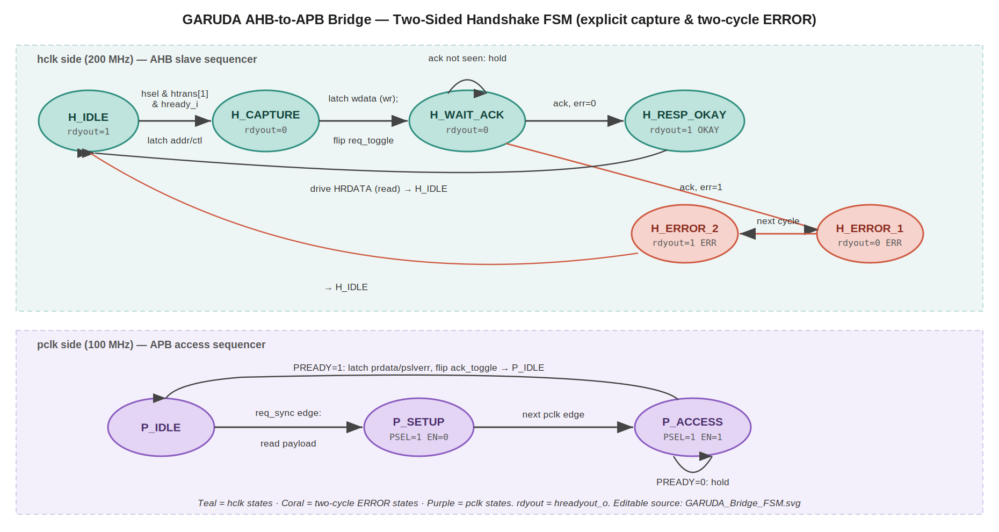 GARUDA AHB-to-APB Bridge — Two-Sided Handshake FSM (explicit capture & two-cycle ERROR)
hclk side (200 MHz) — AHB slave sequencer
ack not seen: hold
hsel & htrans[1]
& hready_i
latch wdata (wr);
ack, err=0
H_IDLE
rdyout=1
H_CAPTURE
rdyout=0
H_WAIT_ACK
rdyout=0
H_RESP_OKAY
rdyout=1 OKAY
latch addr/ctl
flip req_toggle
drive HRDATA (read) → H_IDLE
ack, err=1
next cycle
H_ERROR_2
rdyout=1 ERR
H_ERROR_1
rdyout=0 ERR
→ H_IDLE
pclk side (100 MHz) — APB access sequencer
PREADY=1: latch prdata/pslverr, flip ack_toggle → P_IDLE
req_sync edge:
next pclk edge
P_IDLE
P_SETUP
PSEL=1 EN=0
P_ACCESS
PSEL=1 EN=1
read payload
PREADY=0: hold
Teal = hclk states · Coral = two-cycle ERROR states · Purple = pclk states. rdyout = hreadyout_o. Editable source: GARUDA_Bridge_FSM.svg